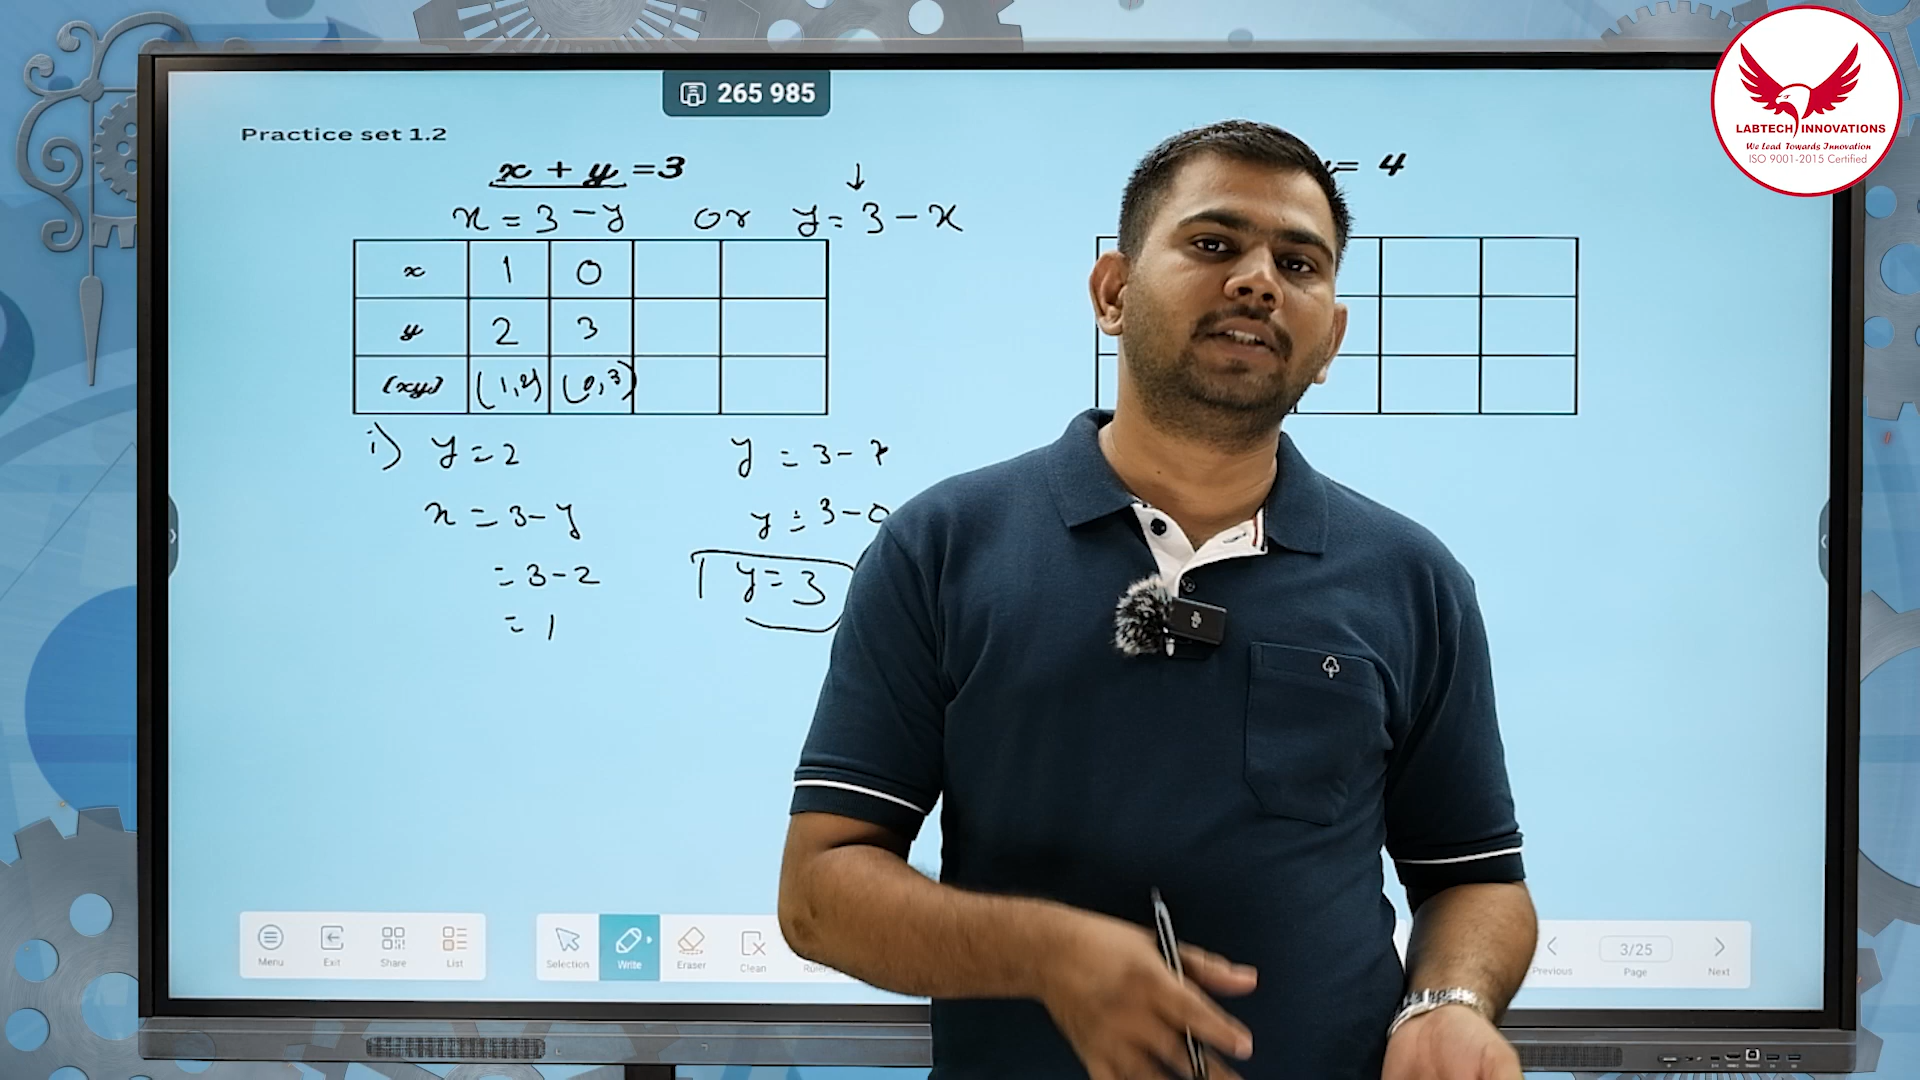 265 985
LABTECH INNOVATIONS
We Lead Towards Innovation
ISO 9001-2015 Certified
Practice set 1.2
x + y = 3
= 4
x = 3 - y or y = 3 - x
x 1 0
y 2 3
(xy) (1,2) (0,3)
i) y = 2
x = 3 - y
= 3 - 2
= 1
y = 3 - x
y = 3 - 0
y = 3
Menu Exit Share List
Selection Write Eraser Clean Ruler
Previous 3/25 Page Next